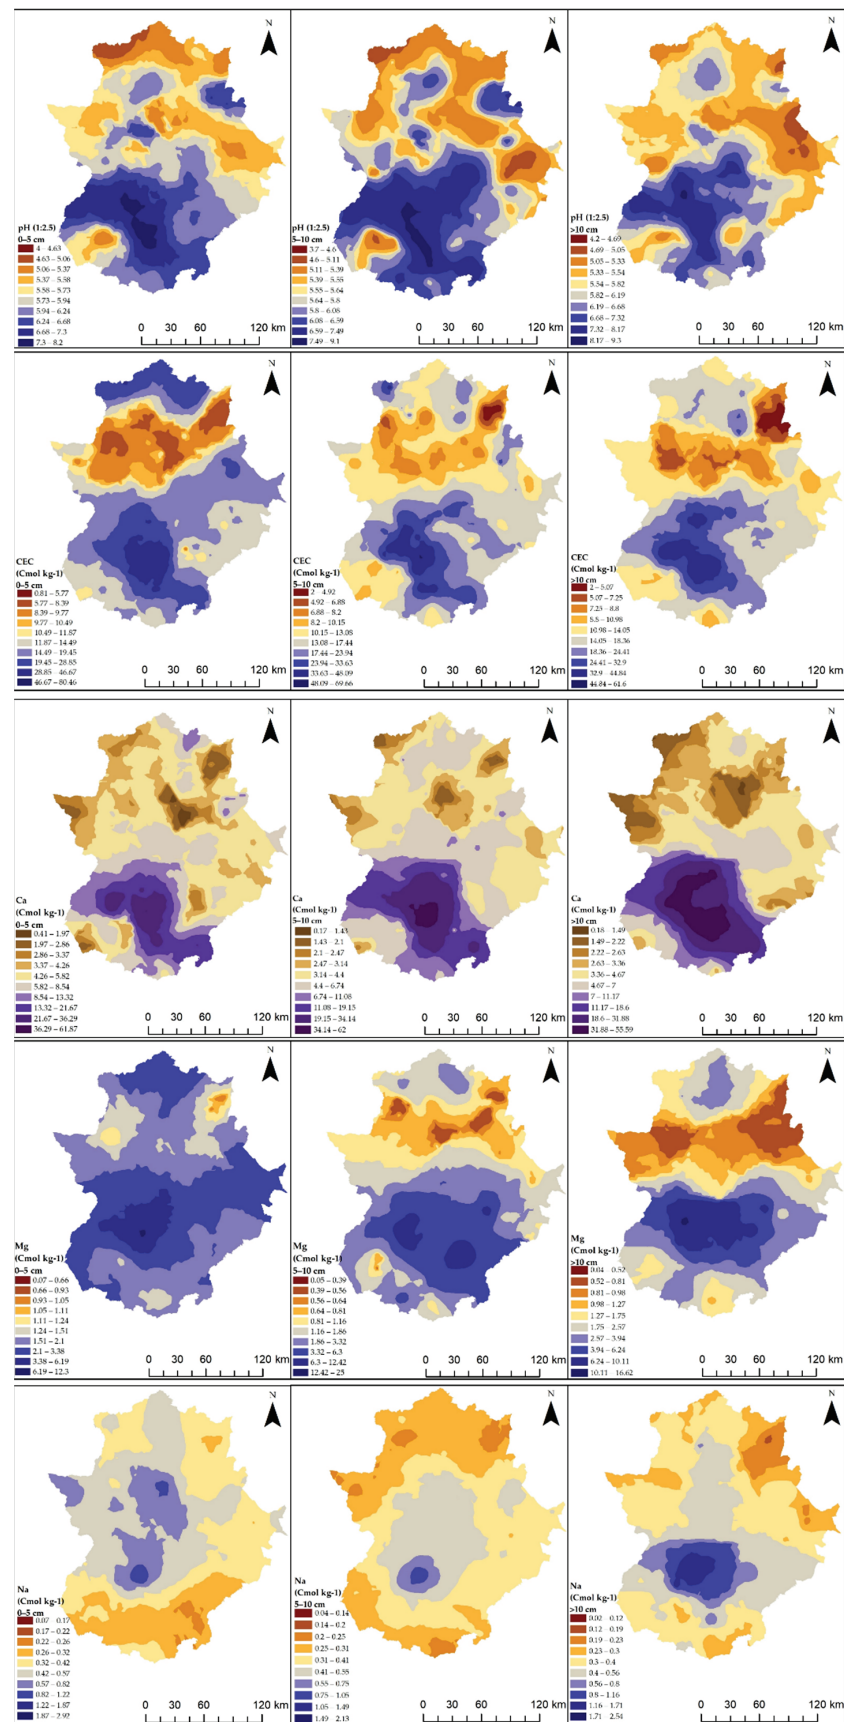 N
pH (1:2.5)
0–5 cm
4 – 4.63
4.63 – 5.06
5.06 – 5.37
5.37 – 5.58
5.58 – 5.73
5.73 – 5.94
5.94 – 6.24
6.24 – 6.68
6.68 – 7.3
7.3 – 8.2
0 30 60 120 km
N
pH (1:2.5)
5–10 cm
3.7 – 4.6
4.6 – 5.11
5.11 – 5.39
5.39 – 5.55
5.55 – 5.64
5.64 – 5.8
5.8 – 6.08
6.08 – 6.59
6.59 – 7.49
7.49 – 9.1
0 30 60 120 km
N
pH (1:2.5)
>10 cm
4.2 – 4.69
4.69 – 5.05
5.05 – 5.33
5.33 – 5.54
5.54 – 5.82
5.82 – 6.19
6.19 – 6.68
6.68 – 7.32
7.32 – 8.17
8.17 – 9.3
0 30 60 120 km
N
CEC
(Cmol kg-1)
0–5 cm
0.81 – 5.77
5.77 – 8.39
8.39 – 9.77
9.77 – 10.49
10.49 – 11.87
11.87 – 14.49
14.49 – 19.45
19.45 – 28.85
28.85 – 46.67
46.67 – 80.46
0 30 60 120 km
N
CEC
(Cmol kg-1)
5–10 cm
2 – 4.92
4.92 – 6.88
6.88 – 8.2
8.2 – 10.15
10.15 – 13.08
13.08 – 17.44
17.44 – 23.94
23.94 – 33.63
33.63 – 48.09
48.09 – 69.66
0 30 60 120 km
N
CEC
(Cmol kg-1)
>10 cm
2 – 5.07
5.07 – 7.25
7.25 – 8.8
8.8 – 10.98
10.98 – 14.05
14.05 – 18.36
18.36 – 24.41
24.41 – 32.9
32.9 – 44.84
44.84 – 61.6
0 30 60 120 km
N
Ca
(Cmol kg-1)
0–5 cm
0.41 – 1.97
1.97 – 2.86
2.86 – 3.37
3.37 – 4.26
4.26 – 5.82
5.82 – 8.54
8.54 – 13.32
13.32 – 21.67
21.67 – 36.29
36.29 – 61.87
0 30 60 120 km
N
Ca
(Cmol kg-1)
5–10 cm
0.17 – 1.43
1.43 – 2.1
2.1 – 2.47
2.47 – 3.14
3.14 – 4.4
4.4 – 6.74
6.74 – 11.08
11.08 – 19.15
19.15 – 34.14
34.14 – 62
0 30 60 120 km
N
Ca
(Cmol kg-1)
>10 cm
0.18 – 1.49
1.49 – 2.22
2.22 – 2.63
2.63 – 3.36
3.36 – 4.67
4.67 – 7
7 – 11.17
11.17 – 18.6
18.6 – 31.88
31.88 – 55.59
0 30 60 120 km
N
Mg
(Cmol kg-1)
0–5 cm
0.07 – 0.66
0.66 – 0.93
0.93 – 1.05
1.05 – 1.11
1.11 – 1.24
1.24 – 1.51
1.51 – 2.1
2.1 – 3.38
3.38 – 6.19
6.19 – 12.3
0 30 60 120 km
N
Mg
(Cmol kg-1)
5–10 cm
0.05 – 0.39
0.39 – 0.56
0.56 – 0.64
0.64 – 0.81
0.81 – 1.16
1.16 – 1.86
1.86 – 3.32
3.32 – 6.3
6.3 – 12.42
12.42 – 25
0 30 60 120 km
N
Mg
(Cmol kg-1)
>10 cm
0.04 – 0.52
0.52 – 0.81
0.81 – 0.98
0.98 – 1.27
1.27 – 1.75
1.75 – 2.57
2.57 – 3.94
3.94 – 6.24
6.24 – 10.11
10.11 – 16.62
0 30 60 120 km
N
Na
(Cmol kg-1)
0–5 cm
0.07 – 0.17
0.17 – 0.22
0.22 – 0.26
0.26 – 0.32
0.32 – 0.42
0.42 – 0.57
0.57 – 0.82
0.82 – 1.22
1.22 – 1.87
1.87 – 2.92
0 30 60 120 km
N
Na
(Cmol kg-1)
5–10 cm
0.04 – 0.14
0.14 – 0.2
0.2 – 0.25
0.25 – 0.31
0.31 – 0.41
0.41 – 0.55
0.55 – 0.75
0.75 – 1.05
1.05 – 1.49
1.49 – 2.13
0 30 60 120 km
N
Na
(Cmol kg-1)
>10 cm
0.02 – 0.12
0.12 – 0.19
0.19 – 0.23
0.23 – 0.3
0.3 – 0.4
0.4 – 0.56
0.56 – 0.8
0.8 – 1.16
1.16 – 1.71
1.71 – 2.54
0 30 60 120 km